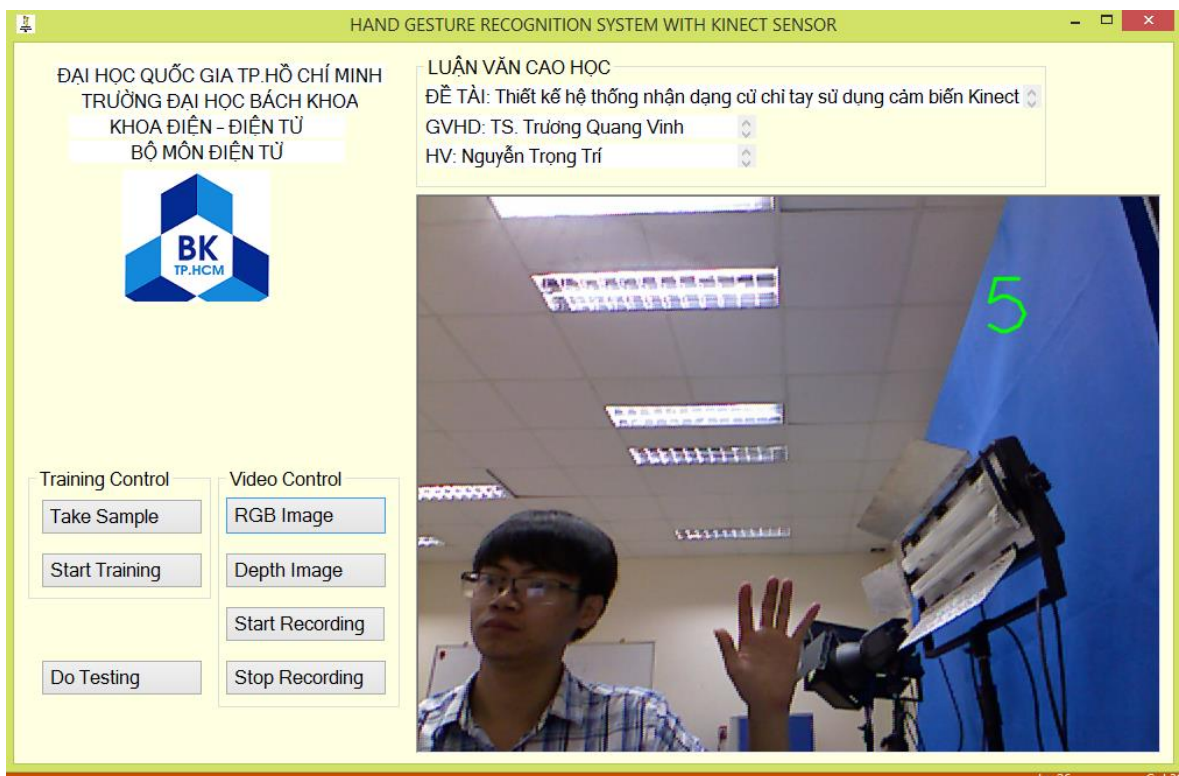 HAND GESTURE RECOGNITION SYSTEM WITH KINECT SENSOR
ĐẠI HỌC QUỐC GIA TP.HỒ CHÍ MINH
TRƯỜNG ĐẠI HỌC BÁCH KHOA
KHOA ĐIỆN – ĐIỆN TỬ
BỘ MÔN ĐIỆN TỬ
BK
TP.HCM
LUẬN VĂN CAO HỌC
ĐỀ TÀI: Thiết kế hệ thống nhận dạng cử chỉ tay sử dụng cảm biến Kinect
GVHD: TS. Trương Quang Vinh
HV: Nguyễn Trọng Trí
5
Training Control
Take Sample
Start Training
Do Testing
Video Control
RGB Image
Depth Image
Start Recording
Stop Recording